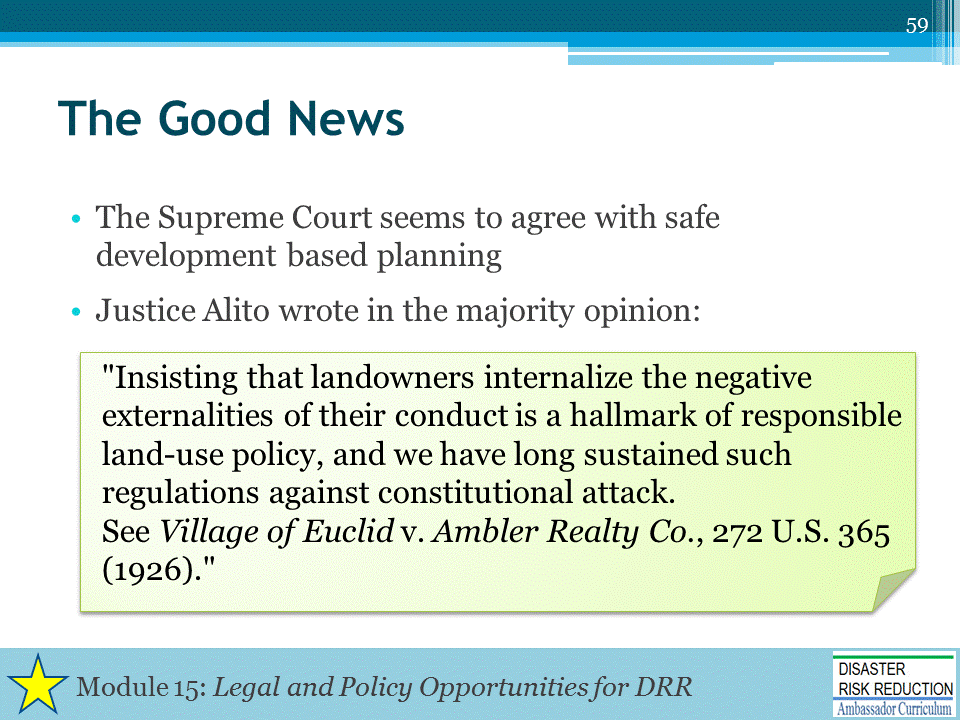 59
The Good News
• The Supreme Court seems to agree with safe
development based planning
• Justice Alito wrote in the majority opinion:
"Insisting that landowners internalize the negative
externalities of their conduct is a hallmark of responsible
land-use policy, and we have long sustained such
regulations against constitutional attack.
See Village of Euclid v. Ambler Realty Co., 272 U.S. 365
(1926)."
Module 15: Legal and Policy Opportunities for DRR
DISASTER
RISK REDUCTION
Ambassador Curriculum